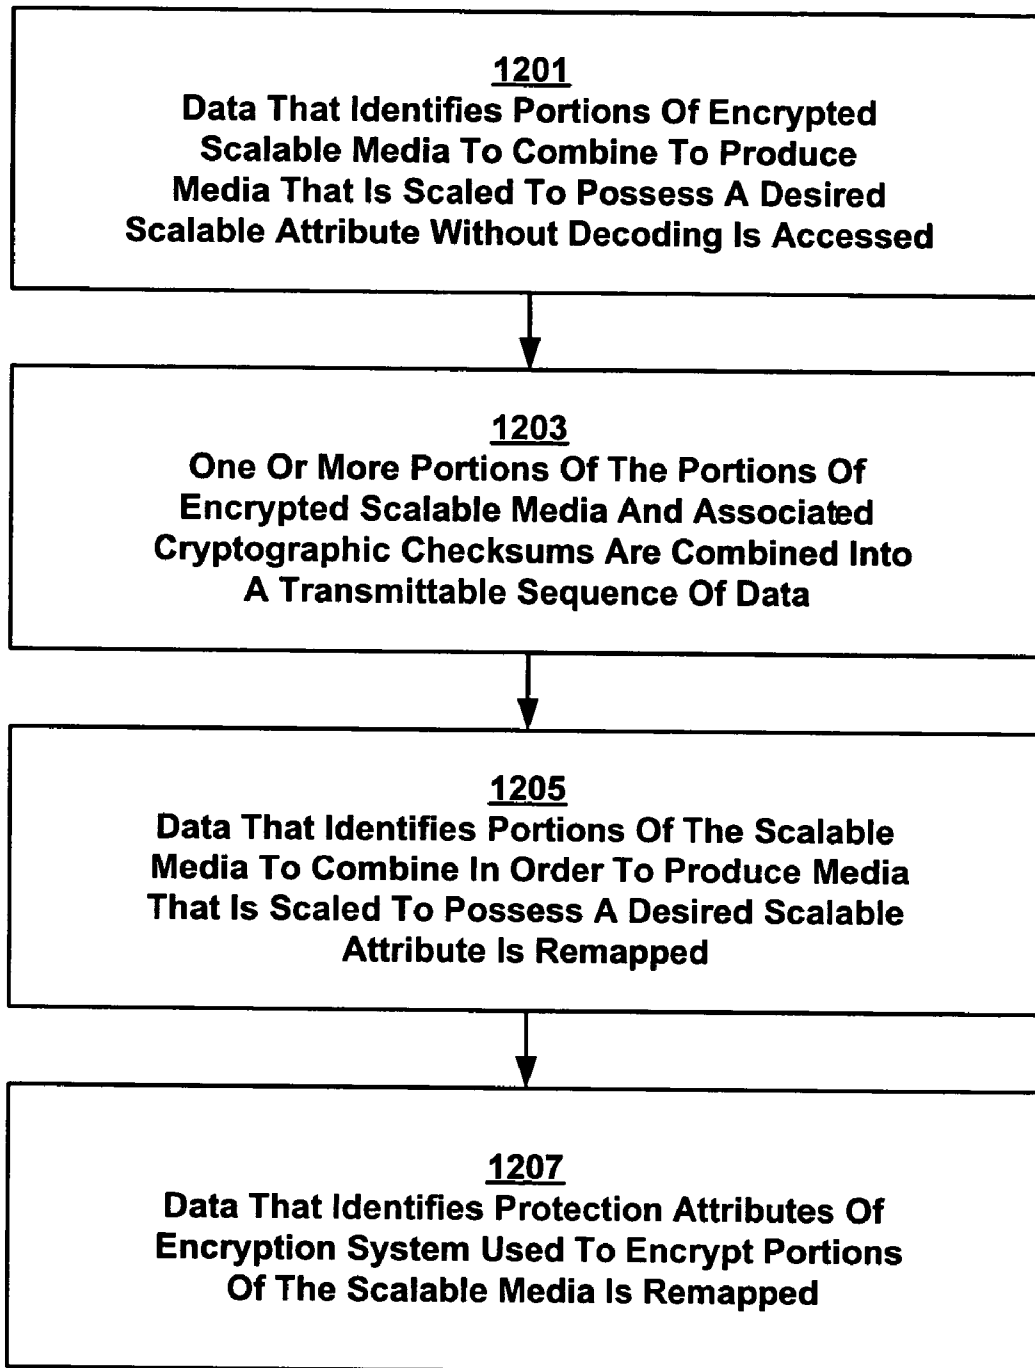 1201
Data That Identifies Portions Of Encrypted
Scalable Media To Combine To Produce
Media That Is Scaled To Possess A Desired
Scalable Attribute Without Decoding Is Accessed
1203
One Or More Portions Of The Portions Of
Encrypted Scalable Media And Associated
Cryptographic Checksums Are Combined Into
A Transmittable Sequence Of Data
1205
Data That Identifies Portions Of The Scalable
Media To Combine In Order To Produce Media
That Is Scaled To Possess A Desired Scalable
Attribute Is Remapped
1207
Data That Identifies Protection Attributes Of
Encryption System Used To Encrypt Portions
Of The Scalable Media Is Remapped